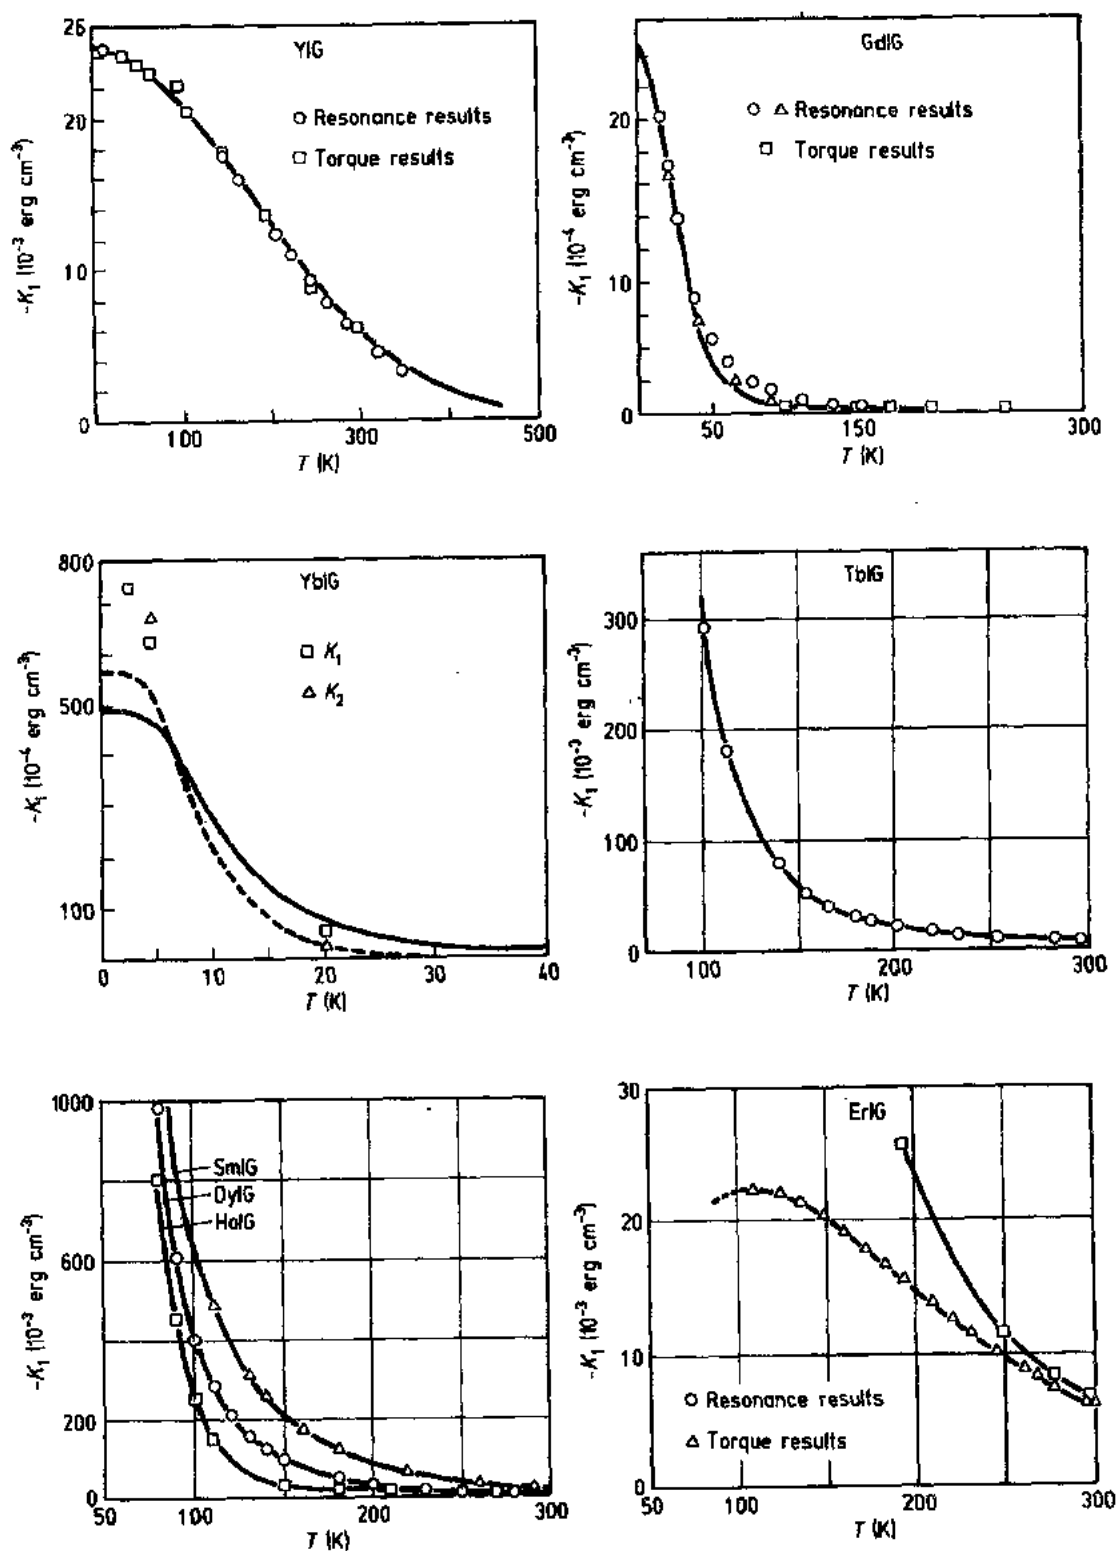 YIG
○ Resonance results
□ Torque results
-K₁ (10⁻³ erg cm⁻³)
26
20
10
0
100
300
500
T (K)
GdIG
○ △ Resonance results
□ Torque results
-K₁ (10⁻⁴ erg cm⁻³)
20
10
0
50
150
300
T (K)
YbIG
□ K₁
△ K₂
-Kᵢ (10⁻⁴ erg cm⁻³)
800
500
100
0
10
20
30
40
T (K)
TbIG
-K₁ (10⁻³ erg cm⁻³)
300
200
100
0
100
200
300
T (K)
SmIG
DyIG
HoIG
-K₁ (10⁻³ erg cm⁻³)
1000
600
200
0
50
100
200
300
T (K)
ErIG
○ Resonance results
△ Torque results
-K₁ (10⁻³ erg cm⁻³)
30
20
10
0
50
100
200
300
T (K)